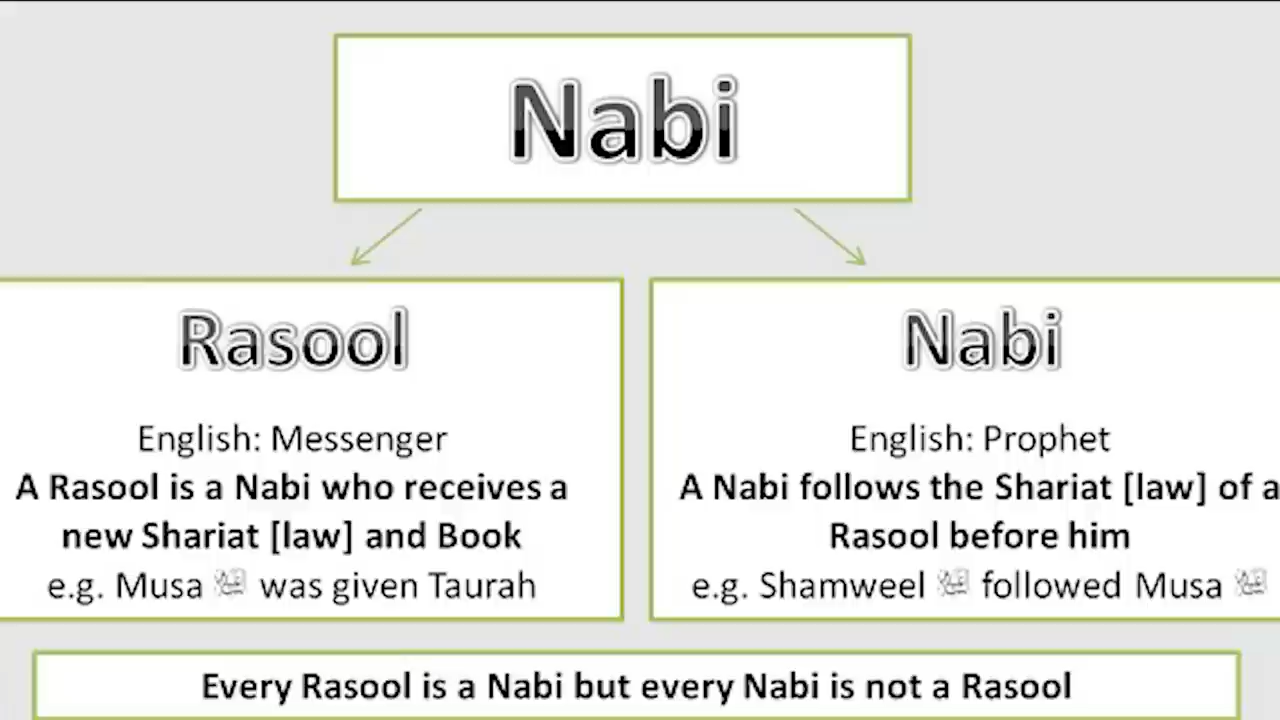 Nabi
Rasool
English: Messenger
A Rasool is a Nabi who receives a
new Shariat [law] and Book
e.g. Musa was given Taurah
Nabi
English: Prophet
A Nabi follows the Shariat [law] of a
Rasool before him
e.g. Shamweel followed Musa
Every Rasool is a Nabi but every Nabi is not a Rasool